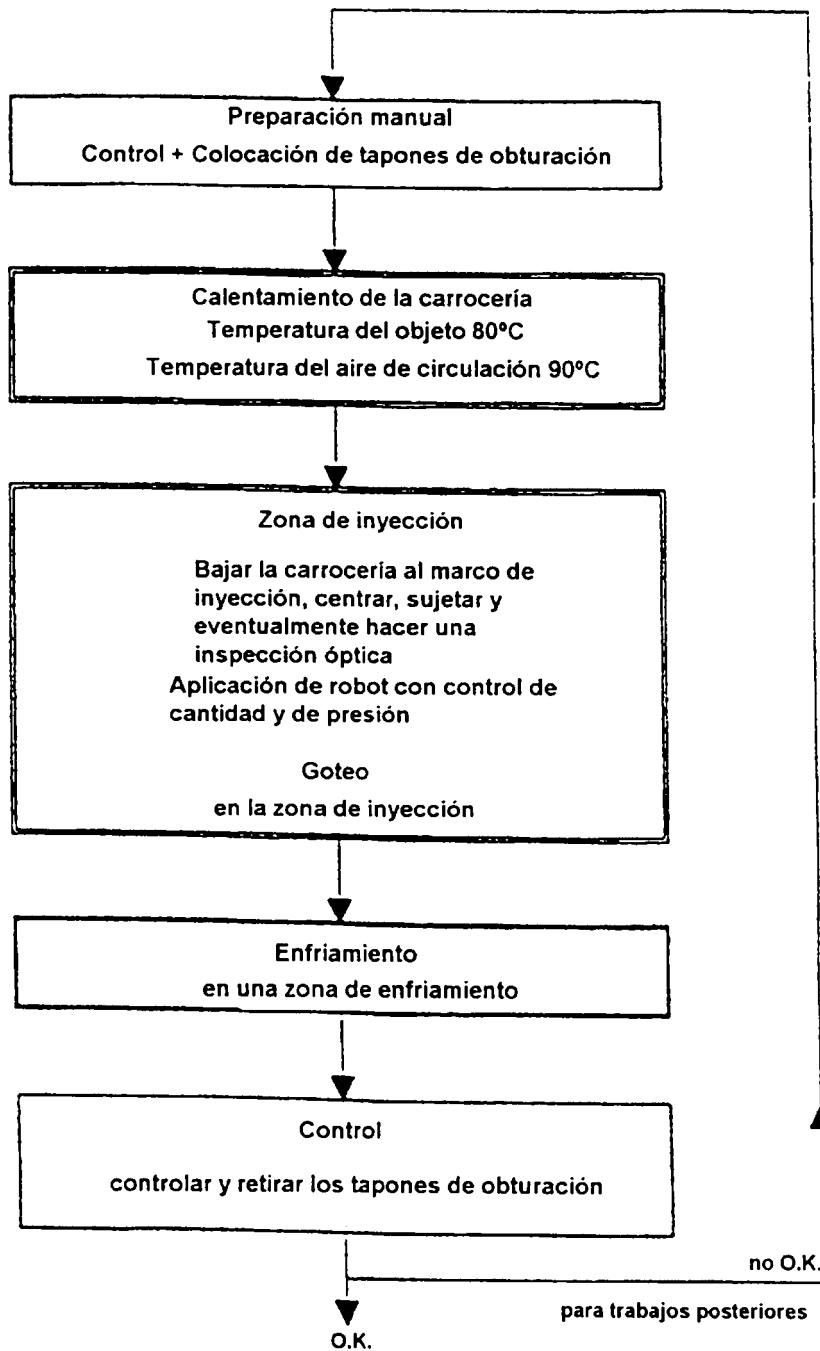 Preparación manual
Control + Colocación de tapones de obturación
Calentamiento de la carrocería
Temperatura del objeto 80ºC
Temperatura del aire de circulación 90ºC
Zona de inyección
Bajar la carrocería al marco de
inyección, centrar, sujetar y
eventualmente hacer una
inspección óptica
Aplicación de robot con control de
cantidad y de presión
Goteo
en la zona de inyección
Enfriamiento
en una zona de enfriamiento
Control
controlar y retirar los tapones de obturación
no O.K.
para trabajos posteriores
O.K.